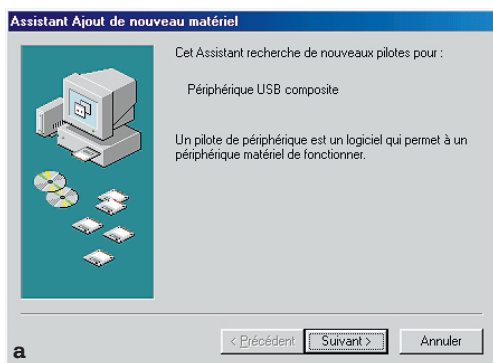 Assistant Ajout de nouveau matériel
Cet Assistant recherche de nouveaux pilotes pour :
Périphérique USB composite
Un pilote de périphérique est un logiciel qui permet à un
périphérique matériel de fonctionner.
< Précédent Suivant > Annuler
a